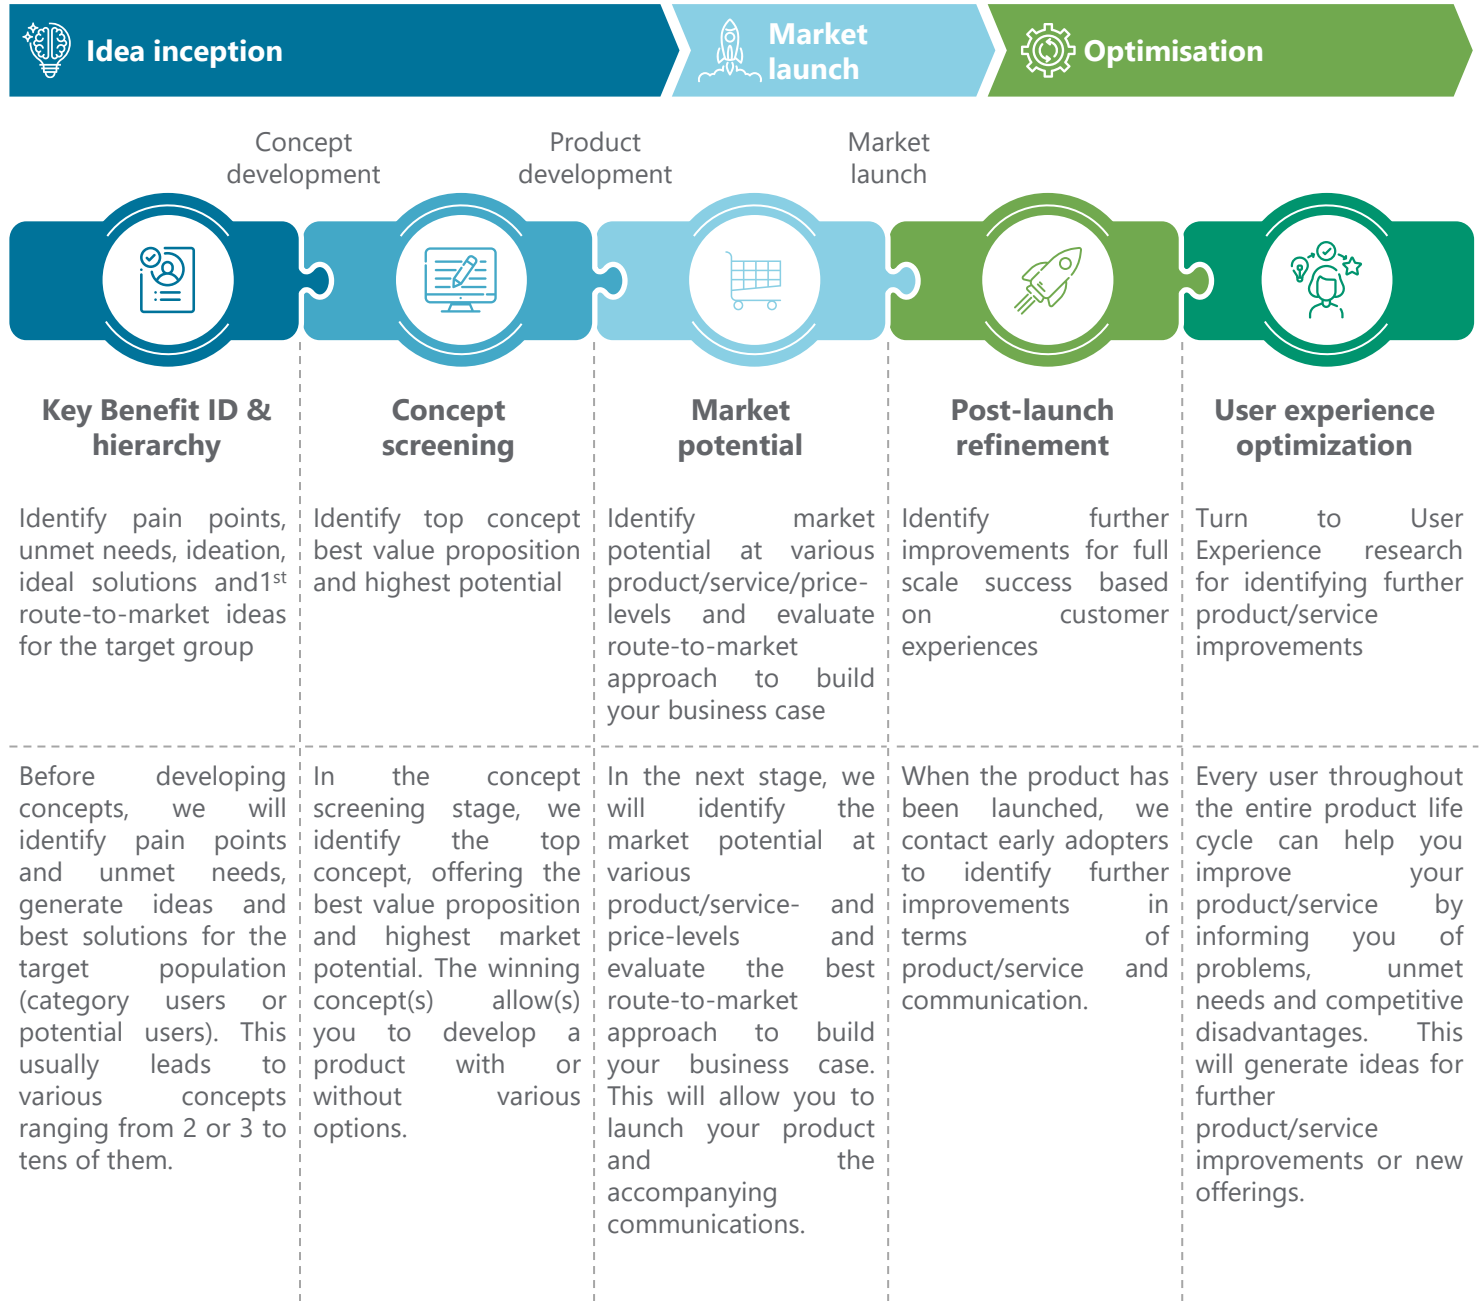 Idea inception
Market
launch
Optimisation
Concept
development
Product
development
Market
launch
Key Benefit ID &
hierarchy
Identify pain points,
unmet needs, ideation,
ideal solutions and1st
route-to-market ideas
for the target group
Before developing
concepts, we will
identify pain points
and unmet needs,
generate ideas and
best solutions for the
target population
(category users or
potential users). This
usually leads to
various concepts
ranging from 2 or 3 to
tens of them.
Concept
screening
Identify top concept
best value proposition
and highest potential
In the concept
screening stage, we
identify the top
concept, offering the
best value proposition
and highest market
potential. The winning
concept(s) allow(s)
you to develop a
product with or
without various
options.
Market
potential
Identify market
potential at various
product/service/price-
levels and evaluate
route-to-market
approach to build
your business case
In the next stage, we
will identify the
market potential at
various
product/service- and
price-levels and
evaluate the best
route-to-market
approach to build
your business case.
This will allow you to
launch your product
and the
accompanying
communications.
Post-launch
refinement
Identify further
improvements for full
scale success based
on customer
experiences
When the product has
been launched, we
contact early adopters
to identify further
improvements in
terms of
product/service and
communication.
User experience
optimization
Turn to User
Experience research
for identifying further
product/service
improvements
Every user throughout
the entire product life
cycle can help you
improve your
product/service by
informing you of
problems, unmet
needs and competitive
disadvantages. This
will generate ideas for
further
product/service
improvements or new
offerings.